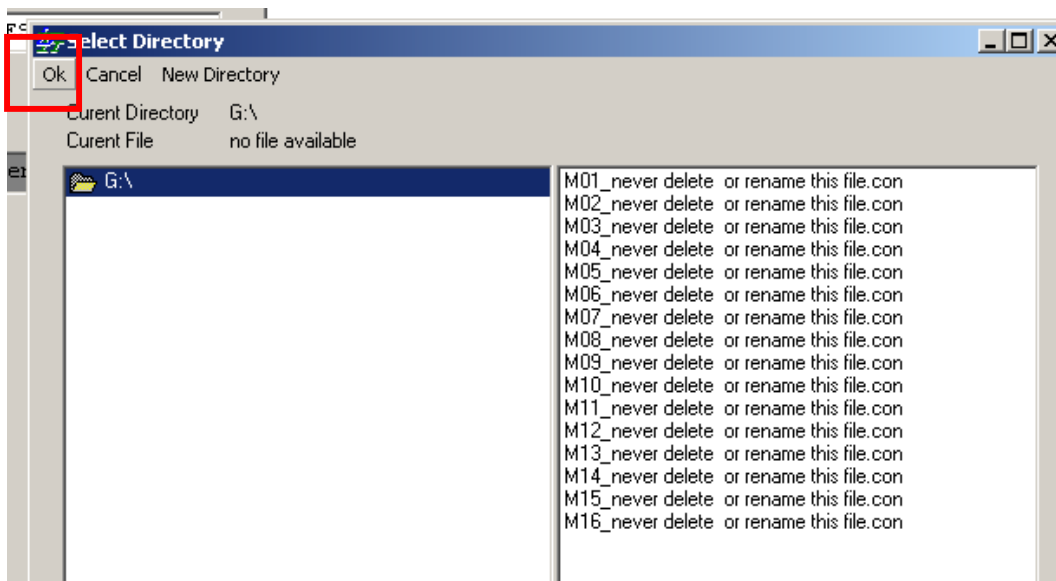 Select Directory
Ok Cancel New Directory
Curent Directory G:\
Curent File no file available
G:\
M01_never delete  or rename this file.con
M02_never delete  or rename this file.con
M03_never delete  or rename this file.con
M04_never delete  or rename this file.con
M05_never delete  or rename this file.con
M06_never delete  or rename this file.con
M07_never delete  or rename this file.con
M08_never delete  or rename this file.con
M09_never delete  or rename this file.con
M10_never delete  or rename this file.con
M11_never delete  or rename this file.con
M12_never delete  or rename this file.con
M13_never delete  or rename this file.con
M14_never delete  or rename this file.con
M15_never delete  or rename this file.con
M16_never delete  or rename this file.con